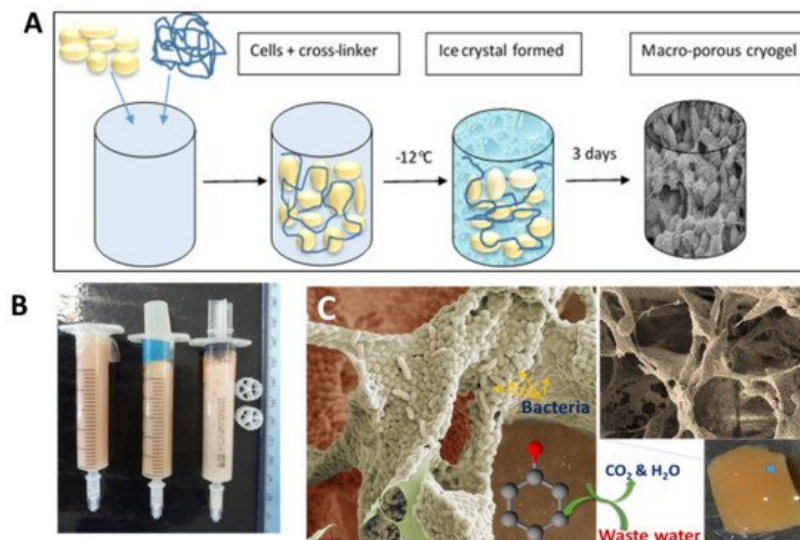 A
Cells + cross-linker
Ice crystal formed
Macro-porous cryogel
-12°C
3 days
B
C
Bacteria
CO₂ & H₂O
Waste water